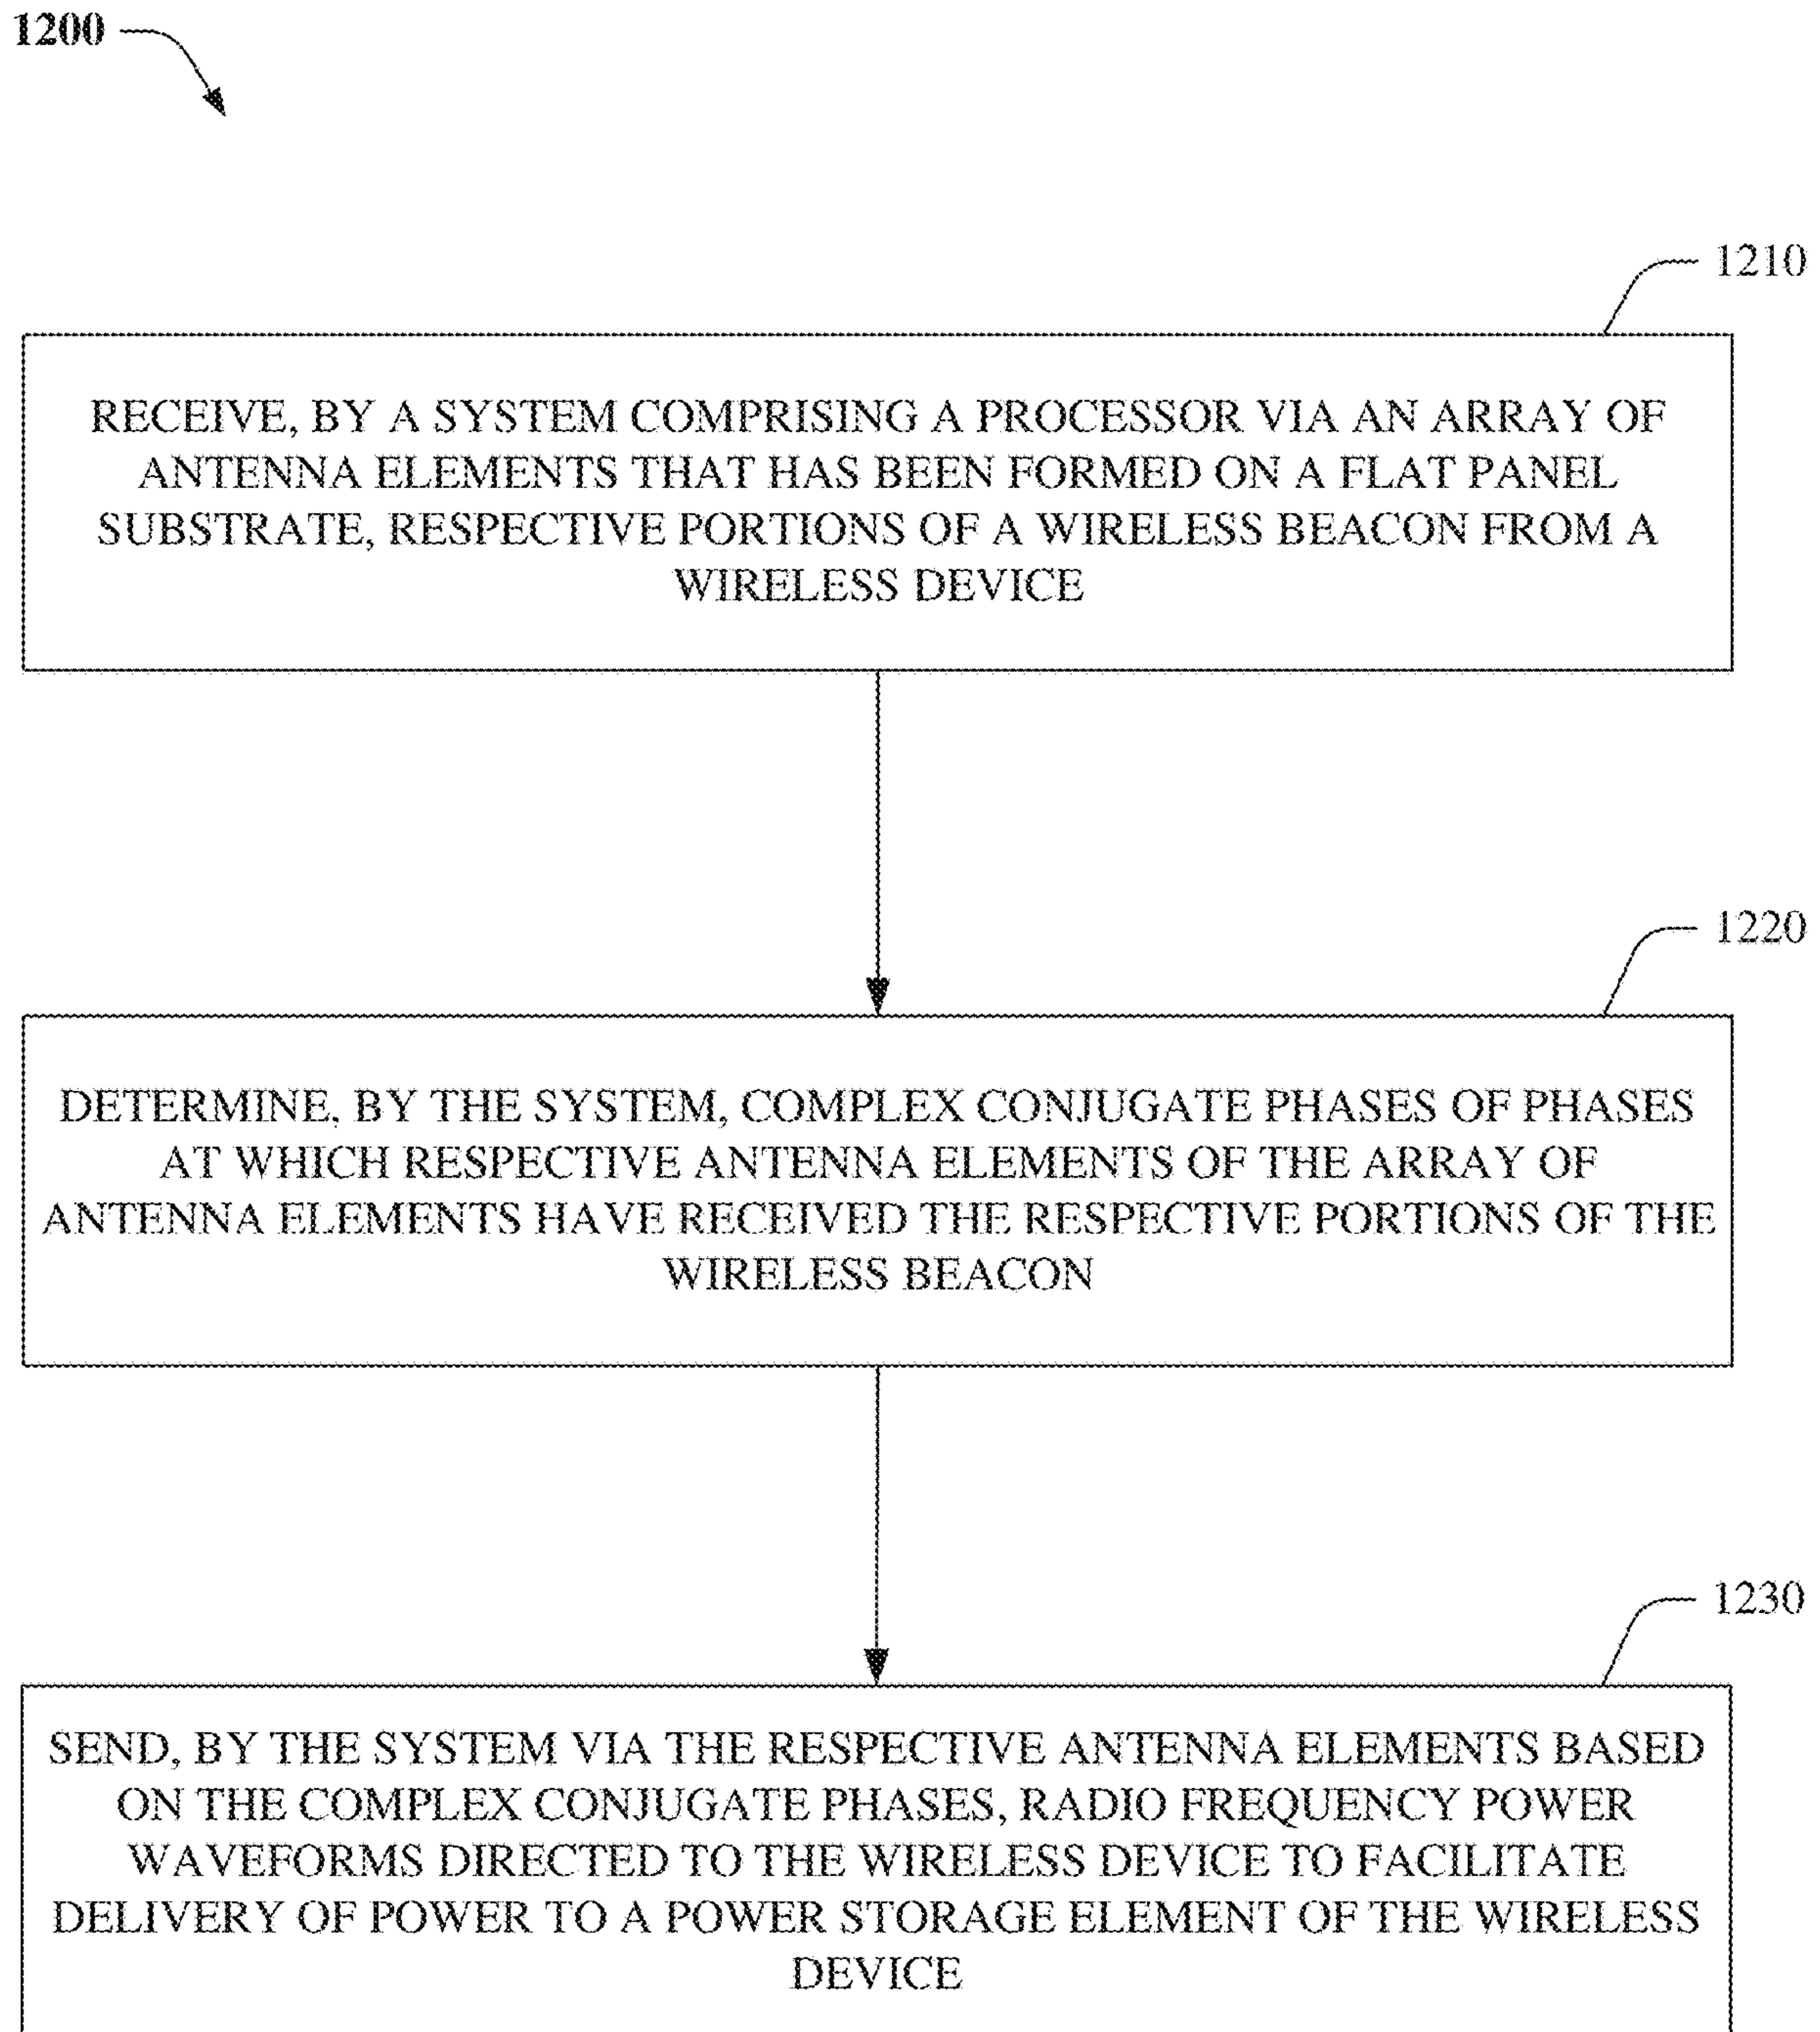 1200
1210
RECEIVE, BY A SYSTEM COMPRISING A PROCESSOR VIA AN ARRAY OF
ANTENNA ELEMENTS THAT HAS BEEN FORMED ON A FLAT PANEL
SUBSTRATE, RESPECTIVE PORTIONS OF A WIRELESS BEACON FROM A
WIRELESS DEVICE
1220
DETERMINE, BY THE SYSTEM, COMPLEX CONJUGATE PHASES OF PHASES
AT WHICH RESPECTIVE ANTENNA ELEMENTS OF THE ARRAY OF
ANTENNA ELEMENTS HAVE RECEIVED THE RESPECTIVE PORTIONS OF THE
WIRELESS BEACON
1230
SEND, BY THE SYSTEM VIA THE RESPECTIVE ANTENNA ELEMENTS BASED
ON THE COMPLEX CONJUGATE PHASES, RADIO FREQUENCY POWER
WAVEFORMS DIRECTED TO THE WIRELESS DEVICE TO FACILITATE
DELIVERY OF POWER TO A POWER STORAGE ELEMENT OF THE WIRELESS
DEVICE